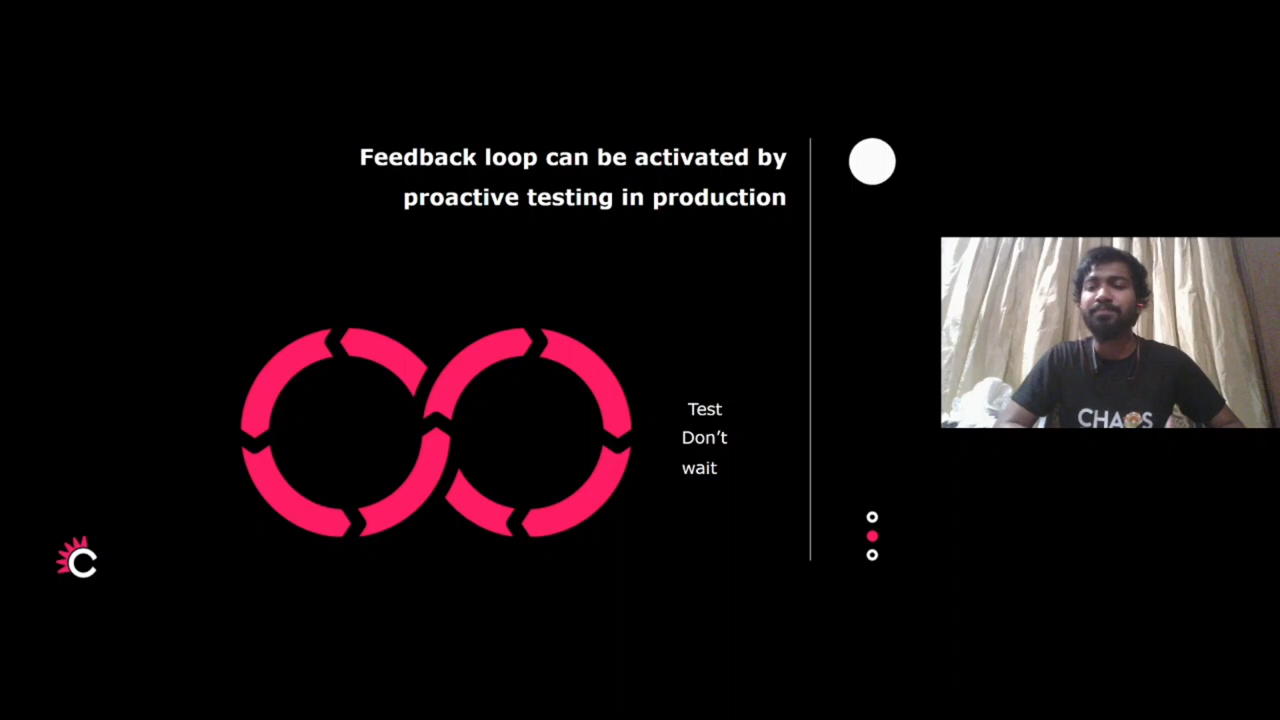 Feedback loop can be activated by
proactive testing in production
Test
Don’t
wait
CHAOS
C